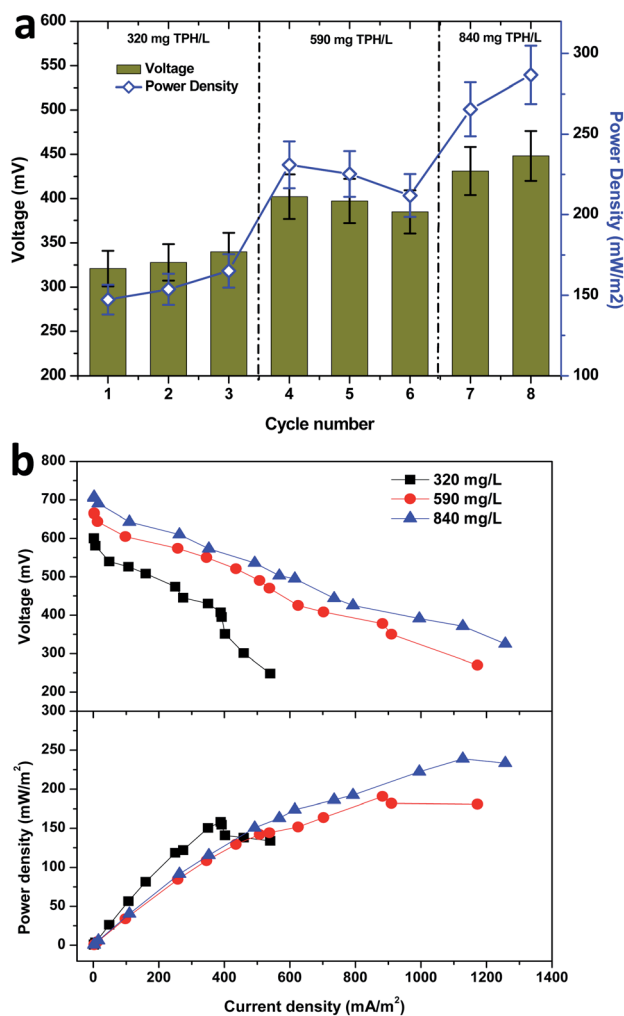 a
320 mg TPH/L 590 mg TPH/L 840 mg TPH/L
Voltage
Power Density
600
550
500
450
400
350
300
250
200
Voltage (mV)
300
250
200
150
100
Power Density (mW/m2)
1 2 3 4 5 6 7 8
Cycle number
b
320 mg/L
590 mg/L
840 mg/L
800
700
600
500
400
300
200
300
Voltage (mV)
250
200
150
100
50
0
Power density (mW/m²)
0 200 400 600 800 1000 1200 1400
Current density (mA/m²)